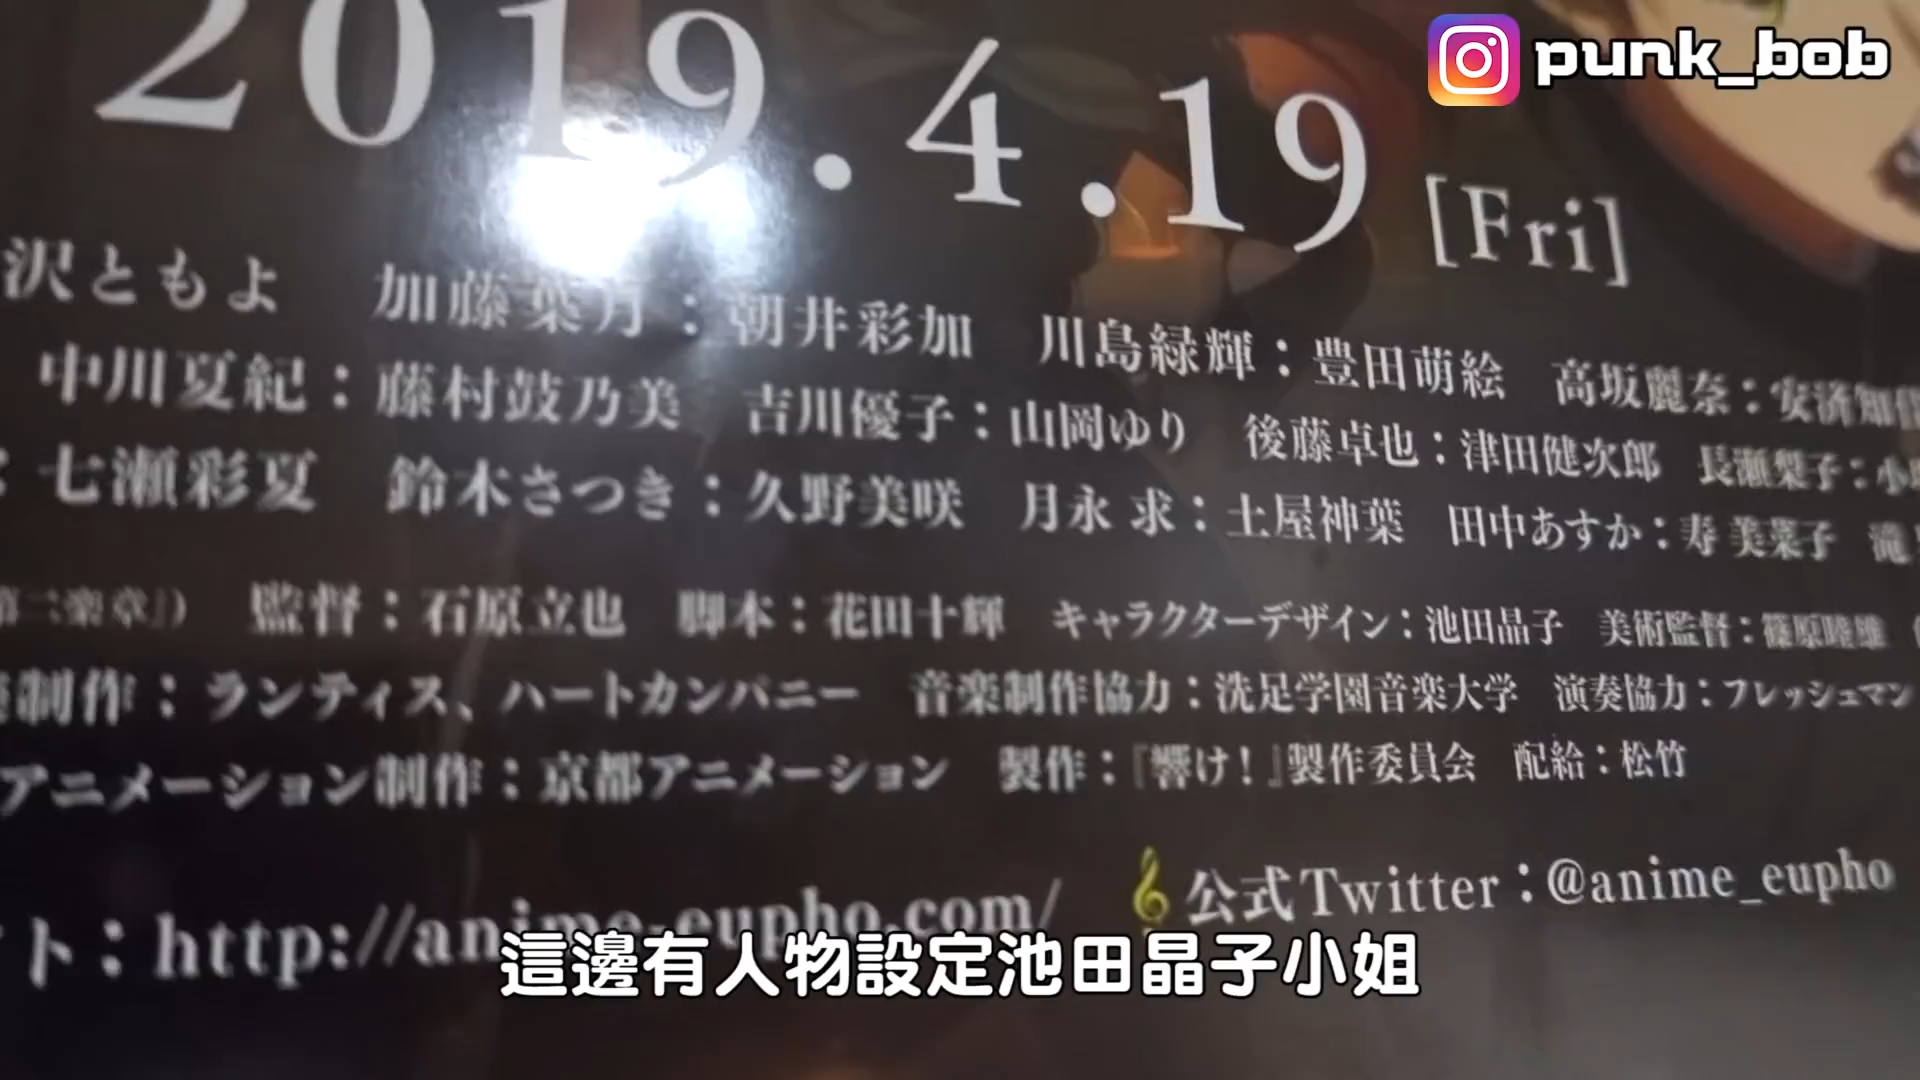 punk_bob
2019.4.19 [Fri]
沢ともよ 加藤葉月：朝井彩加 川島緑輝：豊田萌絵 高坂麗奈：安済知佳
中川夏紀：藤村鼓乃美 吉川優子：山岡ゆり 後藤卓也：津田健次郎 長瀬梨子：小
七瀬彩夏 鈴木さつき：久野美咲 月永 求：土屋神葉 田中あすか：寿 美菜子 滝
第二楽章』） 監督：石原立也 脚本：花田十輝 キャラクターデザイン：池田晶子 美術監督：篠原睦雄
制作：ランティス、ハートカンパニー 音楽制作協力：洗足学園音楽大学 演奏協力：フレッシュマン
アニメーション制作：京都アニメーション 製作：『響け！』製作委員会 配給：松竹
ト：http://anime-eupho.com/ 公式Twitter：@anime_eupho
這邊有人物設定池田晶子小姐